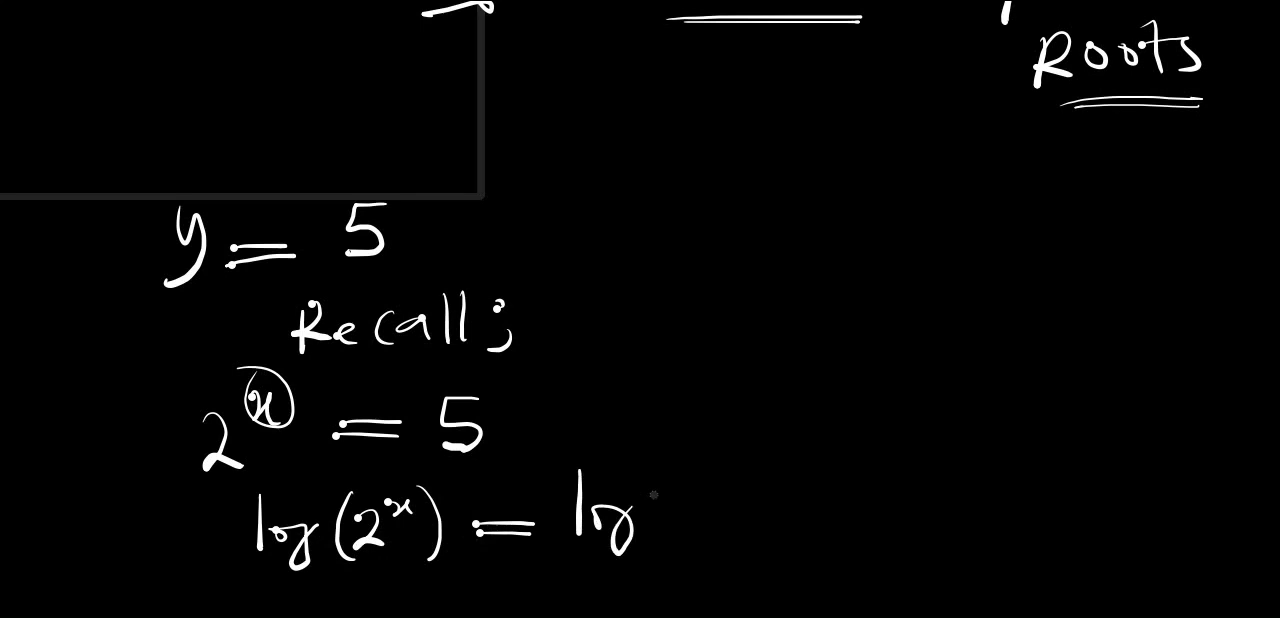 Roots
y = 5
Recall;
2^x = 5
log(2^x) = log